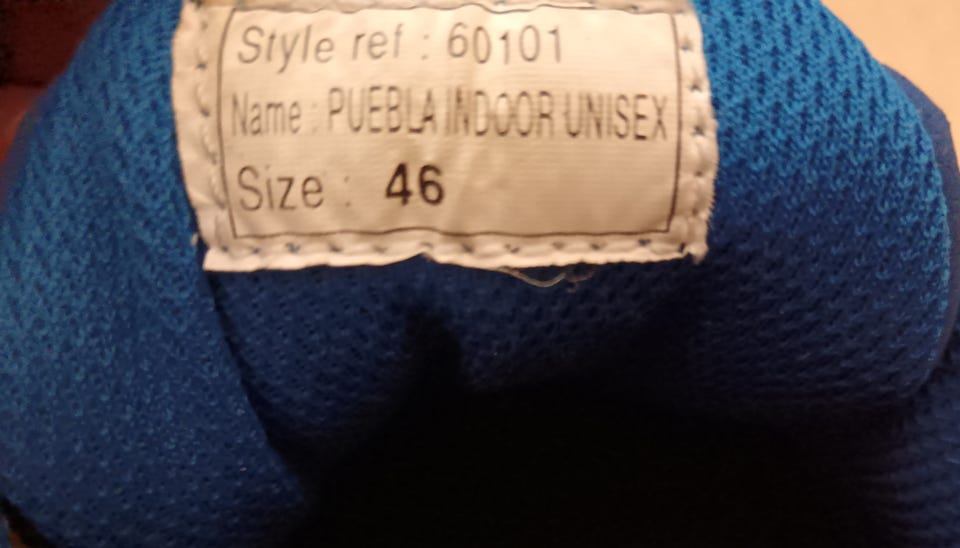 Style ref : 60101
Name : PUEBLA INDOOR UNISEX
Size : 46